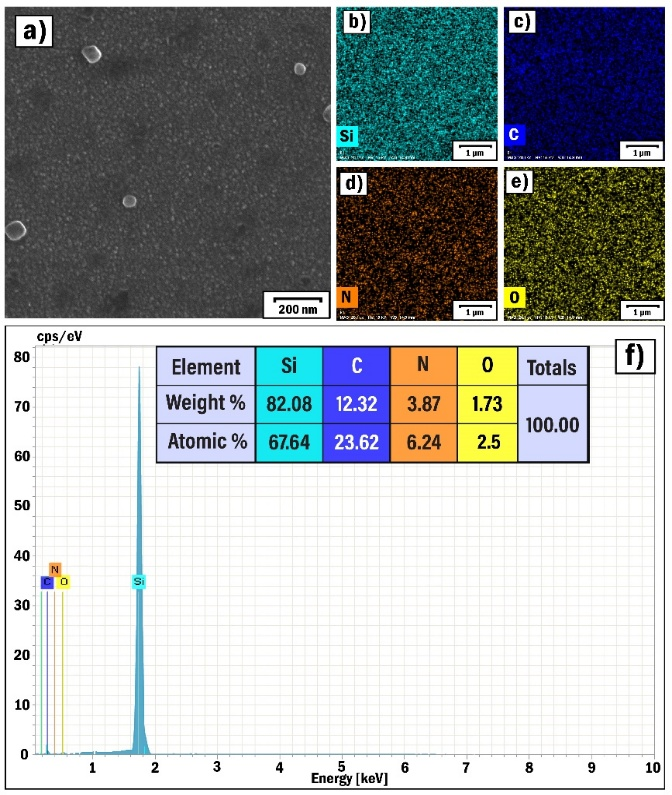 a)
200 nm
b)
Si
1 µm
c)
C
1 µm
d)
N
1 µm
e)
O
1 µm
f)
cps/eV
80
70
60
50
40
30
20
10
0
Element Si C N O Totals
Weight % 82.08 12.32 3.87 1.73 100.00
Atomic % 67.64 23.62 6.24 2.5
N
C O Si
1 2 3 4 5 6 7 8 9 10
Energy [keV]